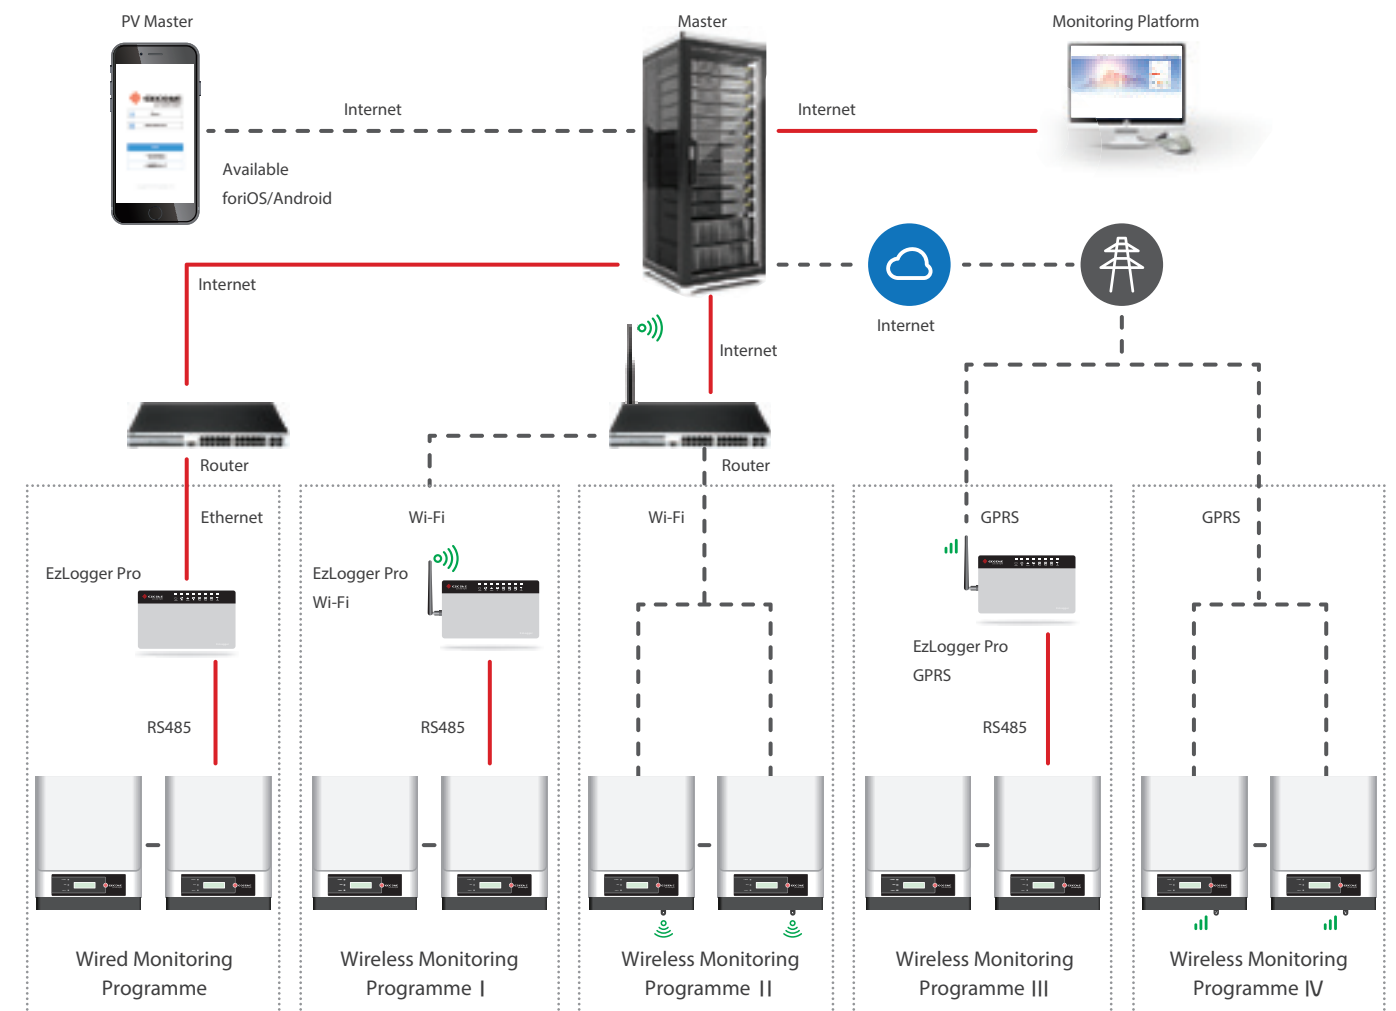 PV Master
Master
Monitoring Platform
Internet
Internet
Available
foriOS/Android
Internet
Internet
Internet
Router
Router
Ethernet
Wi-Fi
Wi-Fi
GPRS
GPRS
EzLogger Pro
EzLogger Pro
Wi-Fi
EzLogger Pro
GPRS
RS485
RS485
RS485
Wired Monitoring
Programme
Wireless Monitoring
Programme I
Wireless Monitoring
Programme II
Wireless Monitoring
Programme III
Wireless Monitoring
Programme IV